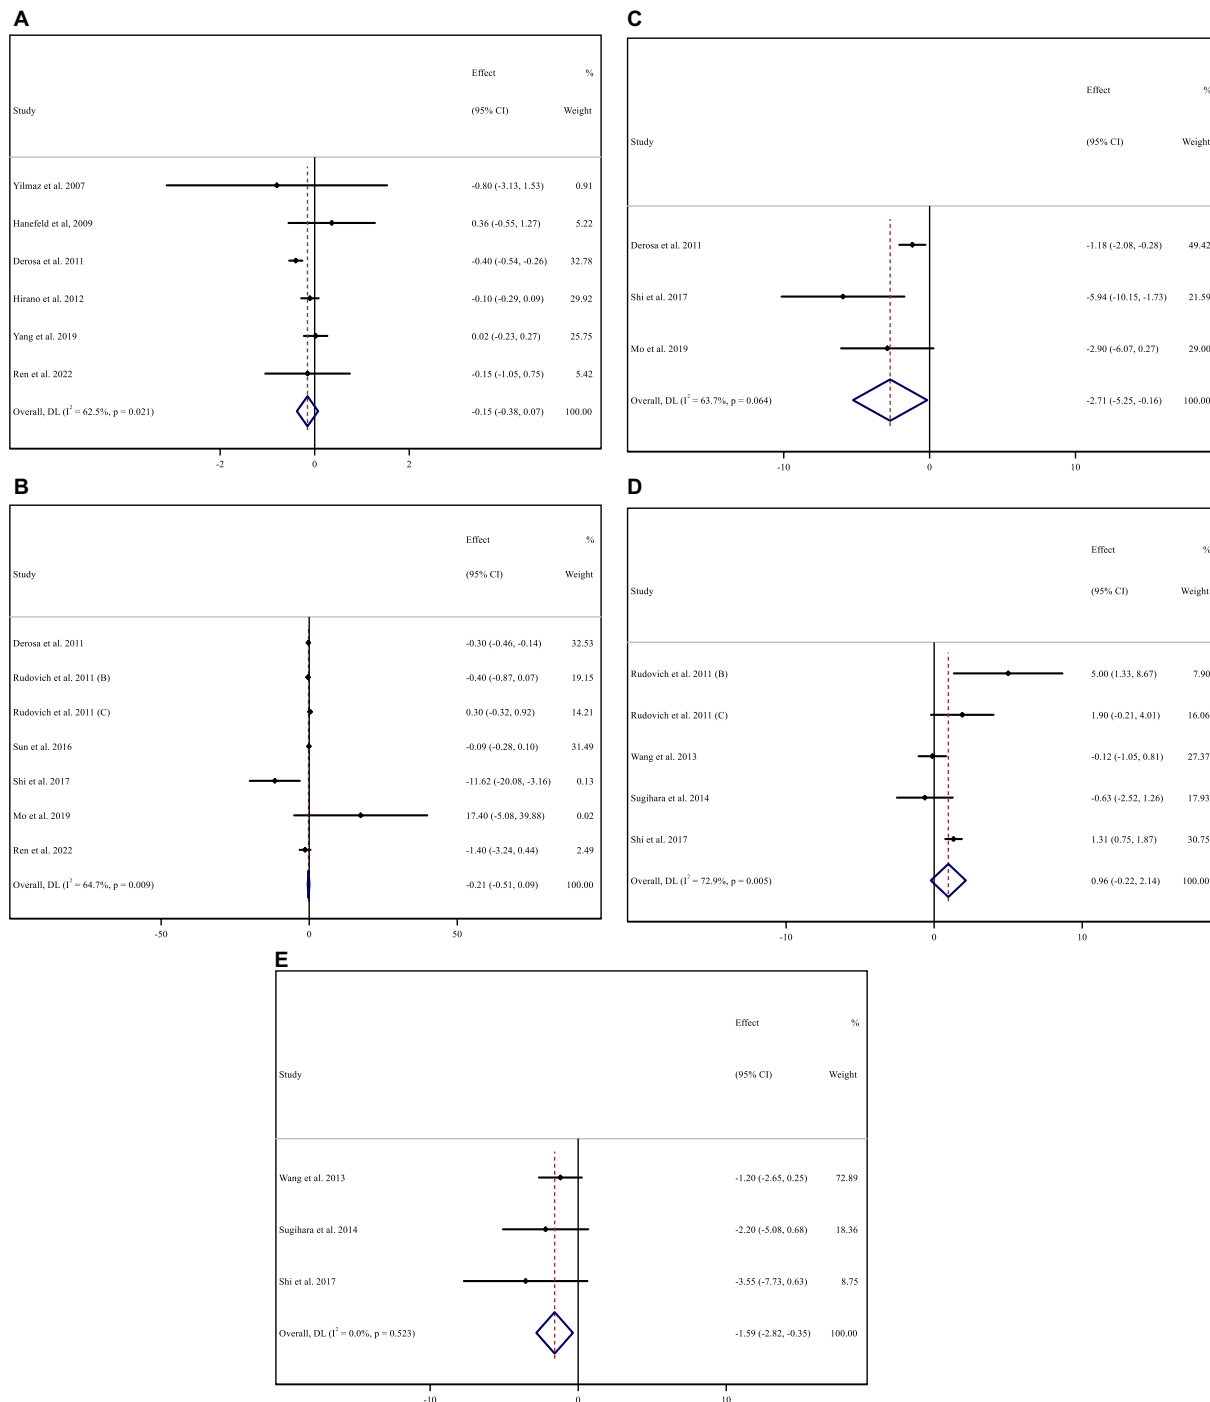 A
Effect %
Study (95% CI) Weight
Yilmaz et al. 2007 -0.80 (-3.13, 1.53) 0.91
Hanefeld et al, 2009 0.36 (-0.55, 1.27) 5.22
Derosa et al. 2011 -0.40 (-0.54, -0.26) 32.78
Hirano et al. 2012 -0.10 (-0.29, 0.09) 29.92
Yang et al. 2019 0.02 (-0.23, 0.27) 25.75
Ren et al. 2022 -0.15 (-1.05, 0.75) 5.42
Overall, DL (I² = 62.5%, p = 0.021) -0.15 (-0.38, 0.07) 100.00
-2 0 2
C
Effect %
Study (95% CI) Weight
Derosa et al. 2011 -1.18 (-2.08, -0.28) 49.42
Shi et al. 2017 -5.94 (-10.15, -1.73) 21.59
Mo et al. 2019 -2.90 (-6.07, 0.27) 29.00
Overall, DL (I² = 63.7%, p = 0.064) -2.71 (-5.25, -0.16) 100.00
-10 0 10
B
Effect %
Study (95% CI) Weight
Derosa et al. 2011 -0.30 (-0.46, -0.14) 32.53
Rudovich et al. 2011 (B) -0.40 (-0.87, 0.07) 19.15
Rudovich et al. 2011 (C) 0.30 (-0.32, 0.92) 14.21
Sun et al. 2016 -0.09 (-0.28, 0.10) 31.49
Shi et al. 2017 -11.62 (-20.08, -3.16) 0.13
Mo et al. 2019 17.40 (-5.08, 39.88) 0.02
Ren et al. 2022 -1.40 (-3.24, 0.44) 2.49
Overall, DL (I² = 64.7%, p = 0.009) -0.21 (-0.51, 0.09) 100.00
-50 0 50
D
Effect %
Study (95% CI) Weight
Rudovich et al. 2011 (B) 5.00 (1.33, 8.67) 7.90
Rudovich et al. 2011 (C) 1.90 (-0.21, 4.01) 16.06
Wang et al. 2013 -0.12 (-1.05, 0.81) 27.37
Sugihara et al. 2014 -0.63 (-2.52, 1.26) 17.93
Shi et al. 2017 1.31 (0.75, 1.87) 30.75
Overall, DL (I² = 72.9%, p = 0.005) 0.96 (-0.22, 2.14) 100.00
-10 0 10
E
Effect %
Study (95% CI) Weight
Wang et al. 2013 -1.20 (-2.65, 0.25) 72.89
Sugihara et al. 2014 -2.20 (-5.08, 0.68) 18.36
Shi et al. 2017 -3.55 (-7.73, 0.63) 8.75
Overall, DL (I² = 0.0%, p = 0.523) -1.59 (-2.82, -0.35) 100.00
-10 0 10